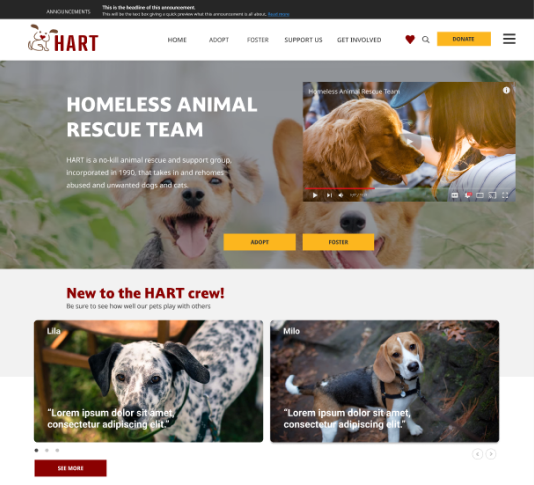 ANNOUNCEMENTS
This is the headline of this announcement.
This will be the text box giving a quick preview what this announcement is all about. Read more
HART
HOME ADOPT FOSTER SUPPORT US GET INVOLVED
DONATE
HOMELESS ANIMAL
RESCUE TEAM
HART is a no-kill animal rescue and support group,
incorporated in 1990, that takes in and rehomes
abused and unwanted dogs and cats.
Homeless Animal Rescue Team
ADOPT
FOSTER
New to the HART crew!
Be sure to see how well our pets play with others
Lila
"Lorem ipsum dolor sit amet,
consectetur adipiscing elit."
Milo
"Lorem ipsum dolor sit amet,
consectetur adipiscing elit."
SEE MORE